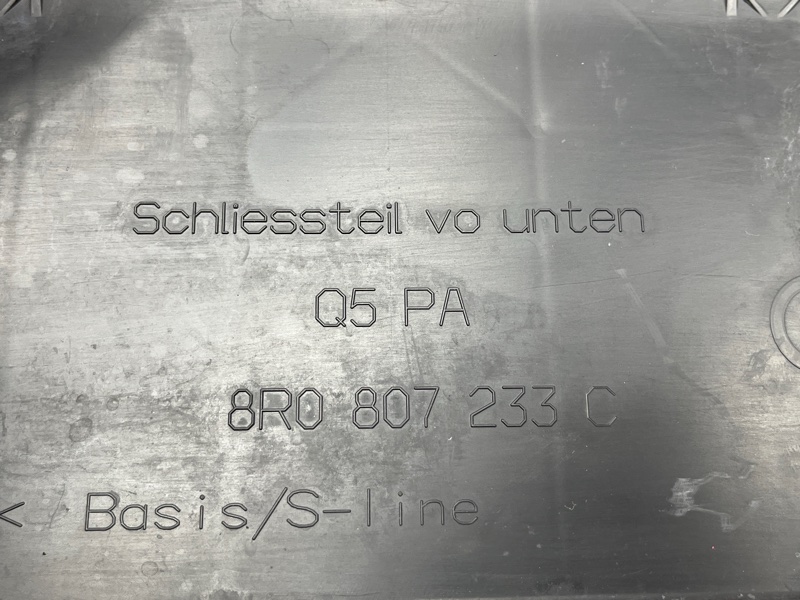 Schliessteil vo unten
Q5 PA
8R0 807 233 C
< Basis/S-line